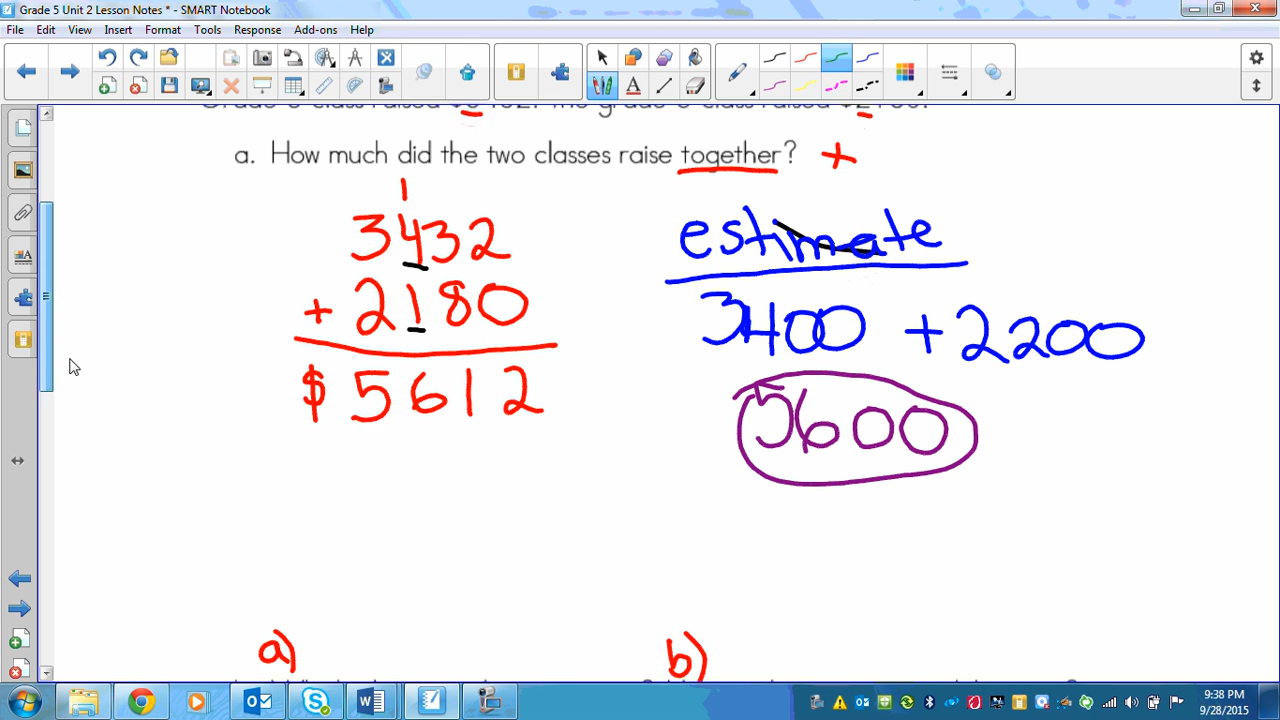 Grade 5 Unit 2 Lesson Notes * - SMART Notebook
File Edit View Insert Format Tools Response Add-ons Help
a. How much did the two classes raise together? +
1
3432
+ 2180
$ 5612
estimate
3400 + 2200
5600
a) b)
9:38 PM
9/28/2015